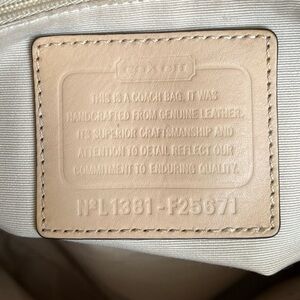 COACH
THIS IS A COACH BAG. IT WAS
HANDCRAFTED FROM GENUINE LEATHER.
ITS SUPERIOR CRAFTSMANSHIP AND
ATTENTION TO DETAIL REFLECT OUR
COMMITMENT TO ENDURING QUALITY.
NºL1381-F25671